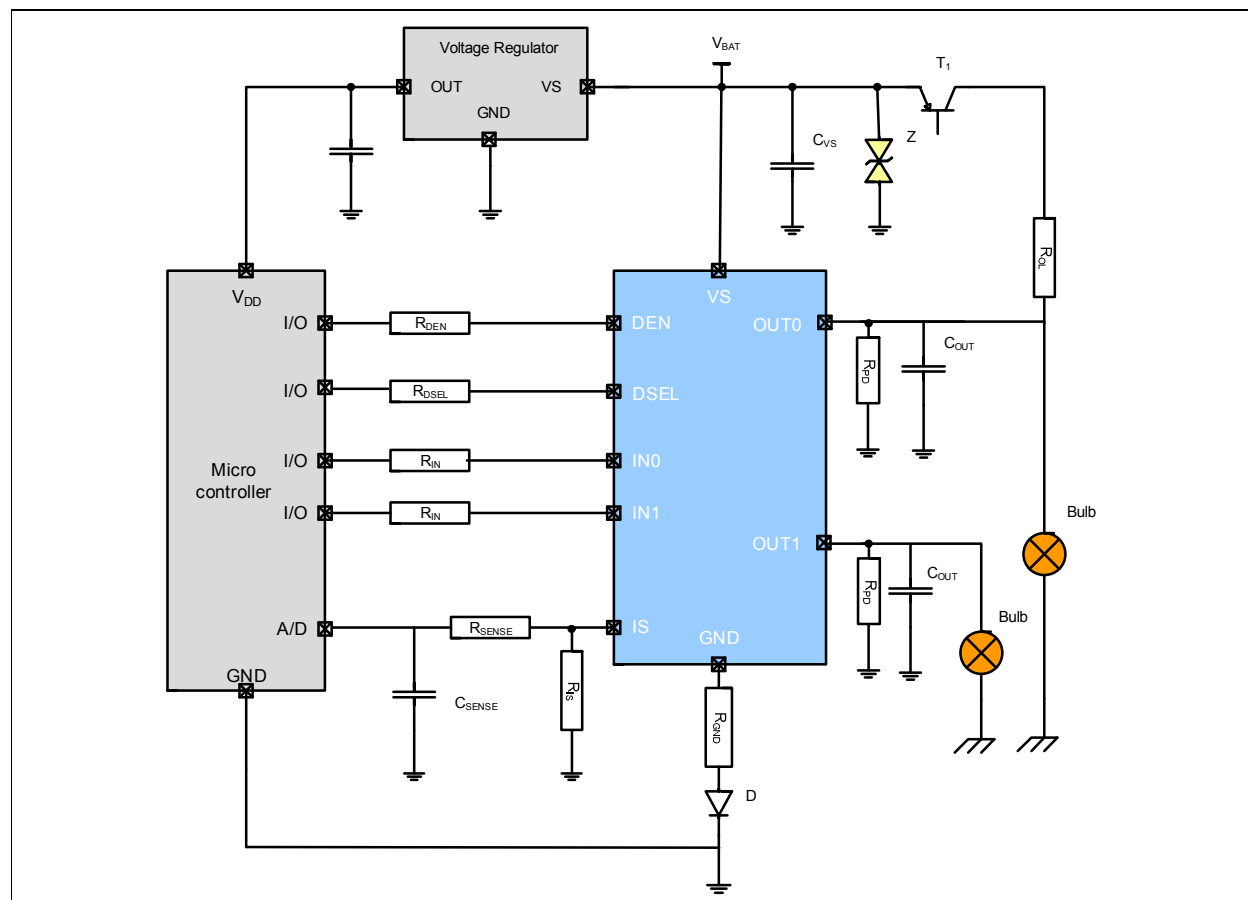 Voltage Regulator
OUT
VS
GND
VBAT
T1
CVS
Z
ROL
VDD
I/O
RDEN
DEN
VS
OUT0
RPD
COUT
I/O
RDSEL
DSEL
I/O
RIN
IN0
Micro
controller
I/O
RIN
IN1
OUT1
RPD
COUT
Bulb
Bulb
A/D
RSENSE
IS
GND
GND
CSENSE
RIS
RGND
D